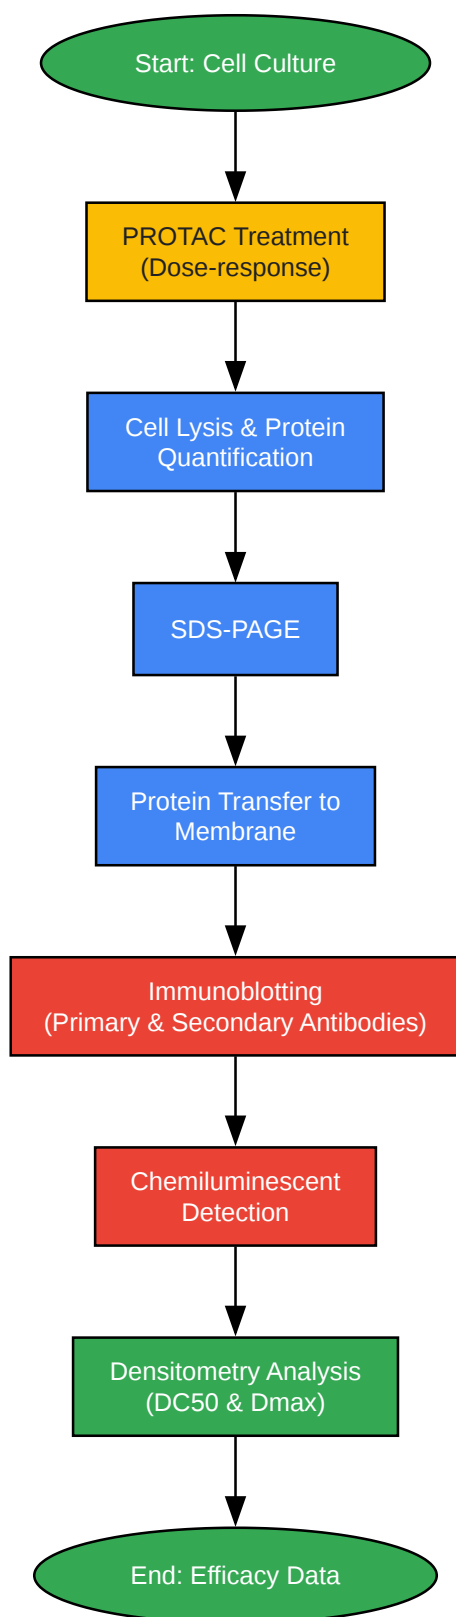 Start: Cell Culture
PROTAC Treatment
(Dose-response)
Cell Lysis & Protein
Quantification
SDS-PAGE
Protein Transfer to
Membrane
Immunoblotting
(Primary & Secondary Antibodies)
Chemiluminescent
Detection
Densitometry Analysis
(DC50 & Dmax)
End: Efficacy Data